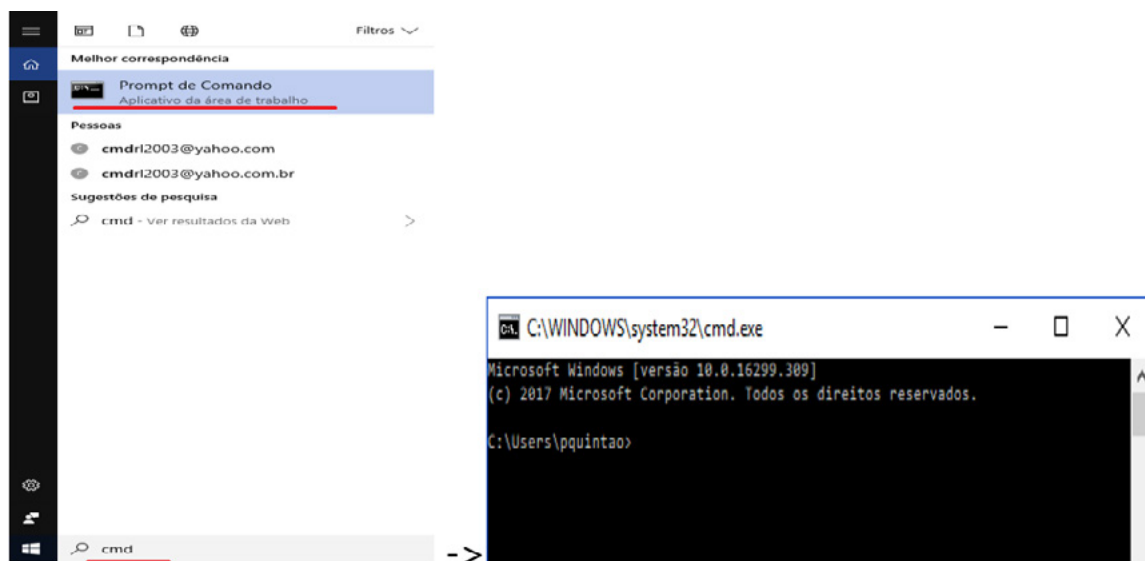 Filtros
Melhor correspondência
Prompt de Comando
Aplicativo da área de trabalho
Pessoas
cmdrl2003@yahoo.com
cmdrl2003@yahoo.com.br
Sugestões de pesquisa
cmd - Ver resultados da Web
cmd
->
C:\WINDOWS\system32\cmd.exe
Microsoft Windows [versão 10.0.16299.309]
(c) 2017 Microsoft Corporation. Todos os direitos reservados.
C:\Users\pquintao>